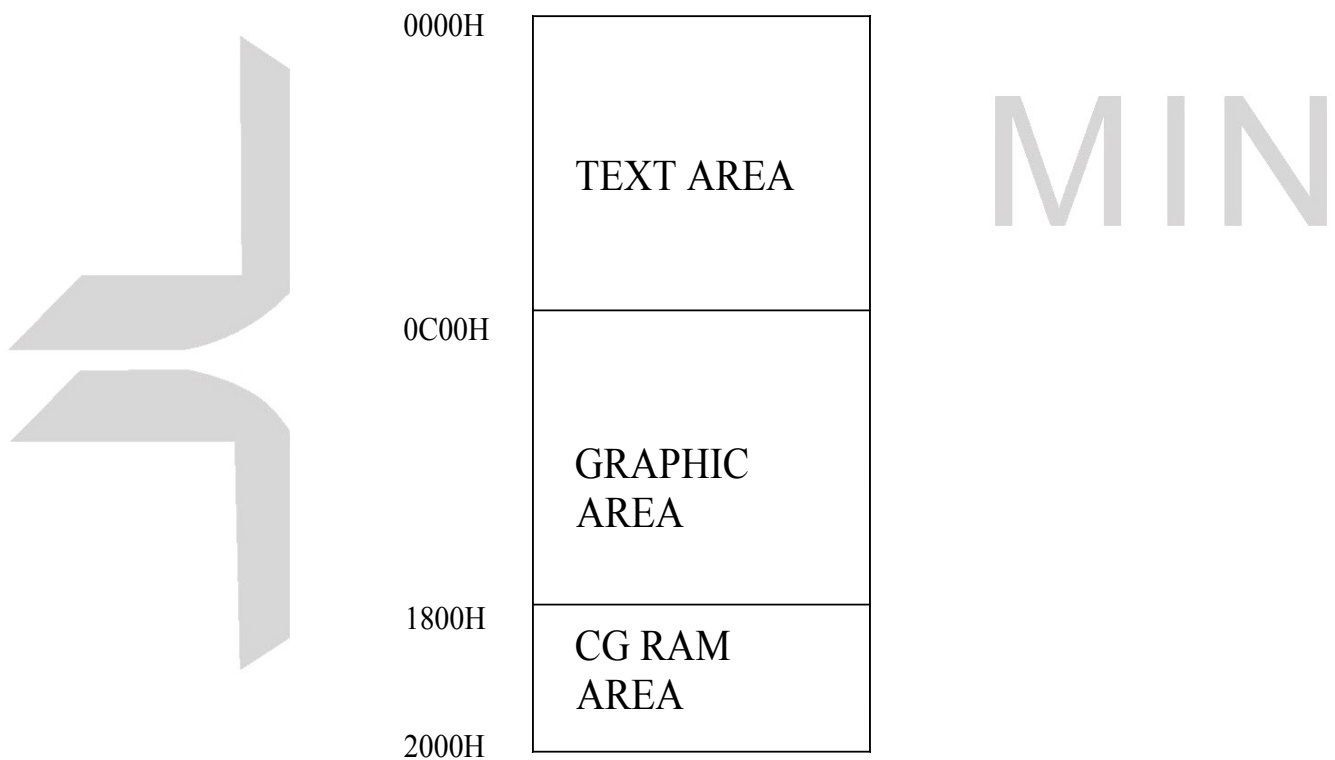 0000H
MIN
TEXT AREA
0C00H
GRAPHIC
AREA
1800H
CG RAM
AREA
2000H